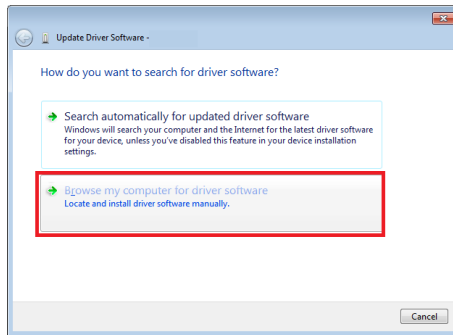 Update Driver Software -
How do you want to search for driver software?
Search automatically for updated driver software
Windows will search your computer and the Internet for the latest driver software
for your device, unless you've disabled this feature in your device installation
settings.
Browse my computer for driver software
Locate and install driver software manually.
Cancel